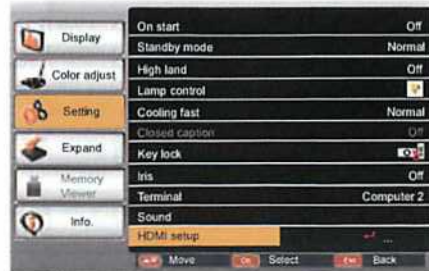 Display
Color adjust
Setting
Expand
Memory Viewer
Info.
On start Off
Standby mode Normal
High land Off
Lamp control
Cooling fast Normal
Closed caption Off
Key lock
Iris Off
Terminal Computer 2
Sound
HDMI setup ...
Move Select Back